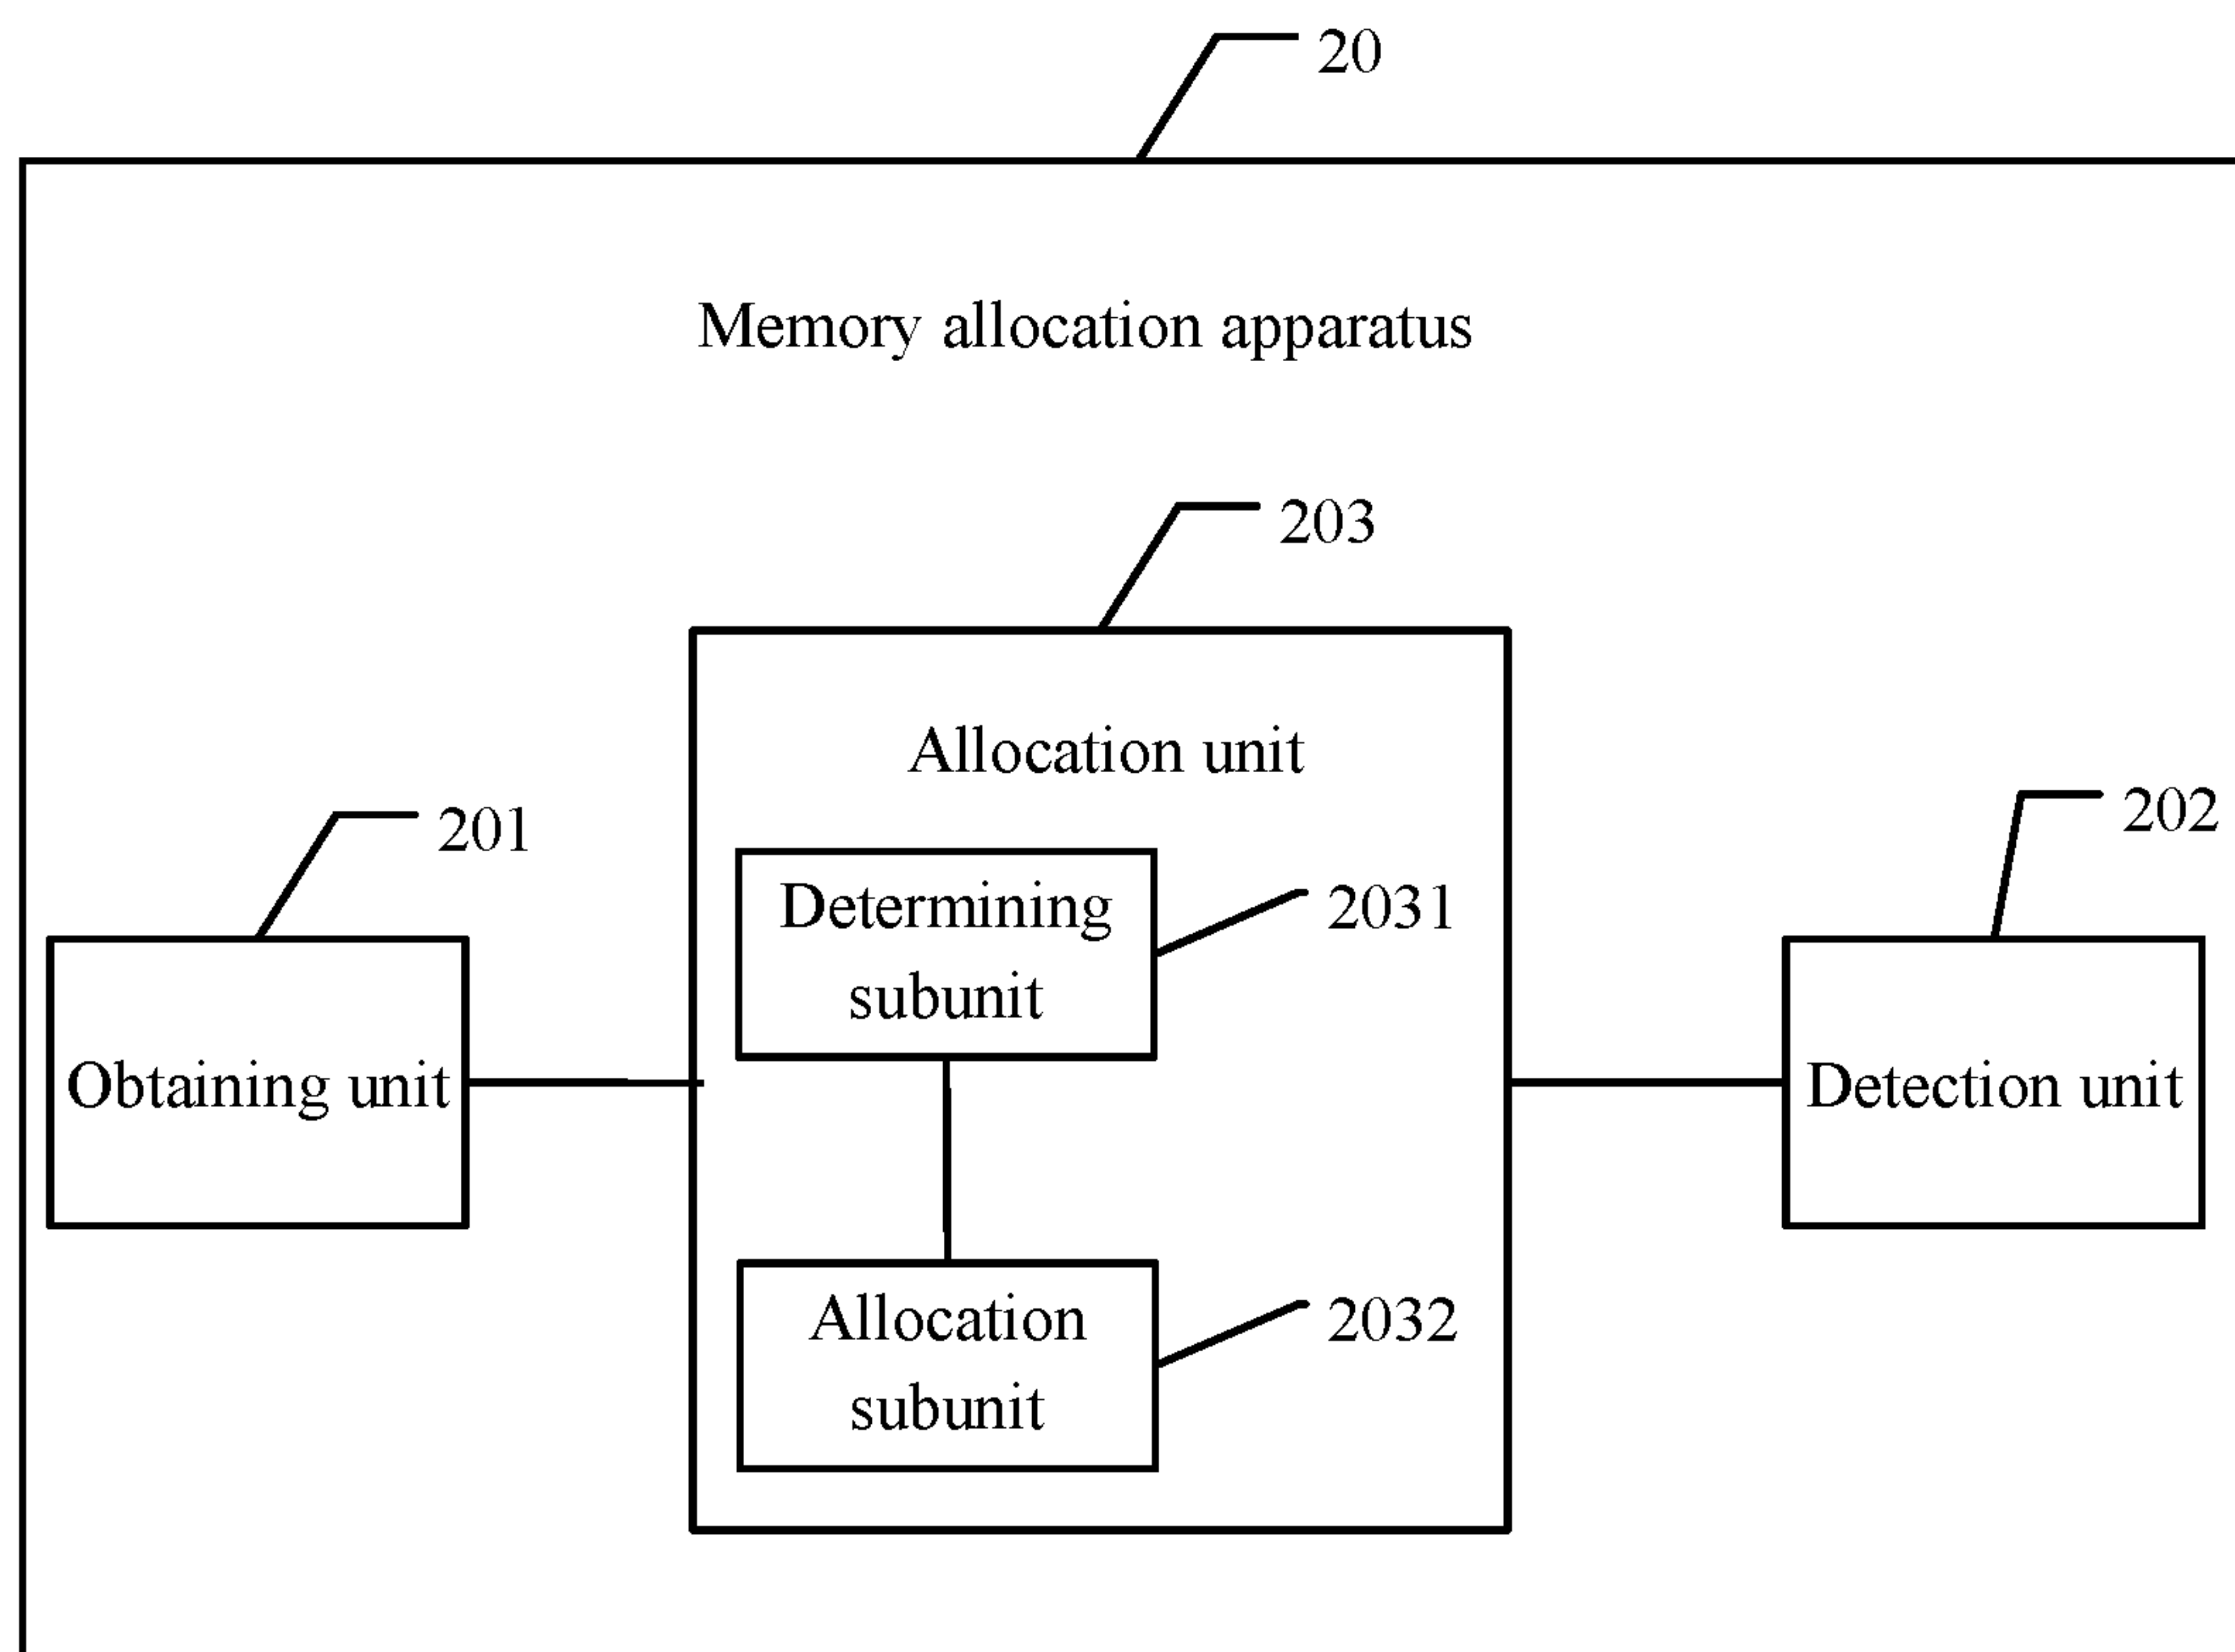 20
Memory allocation apparatus
203
Allocation unit
201
202
Determining
subunit
2031
Obtaining unit
Detection unit
Allocation
subunit
2032